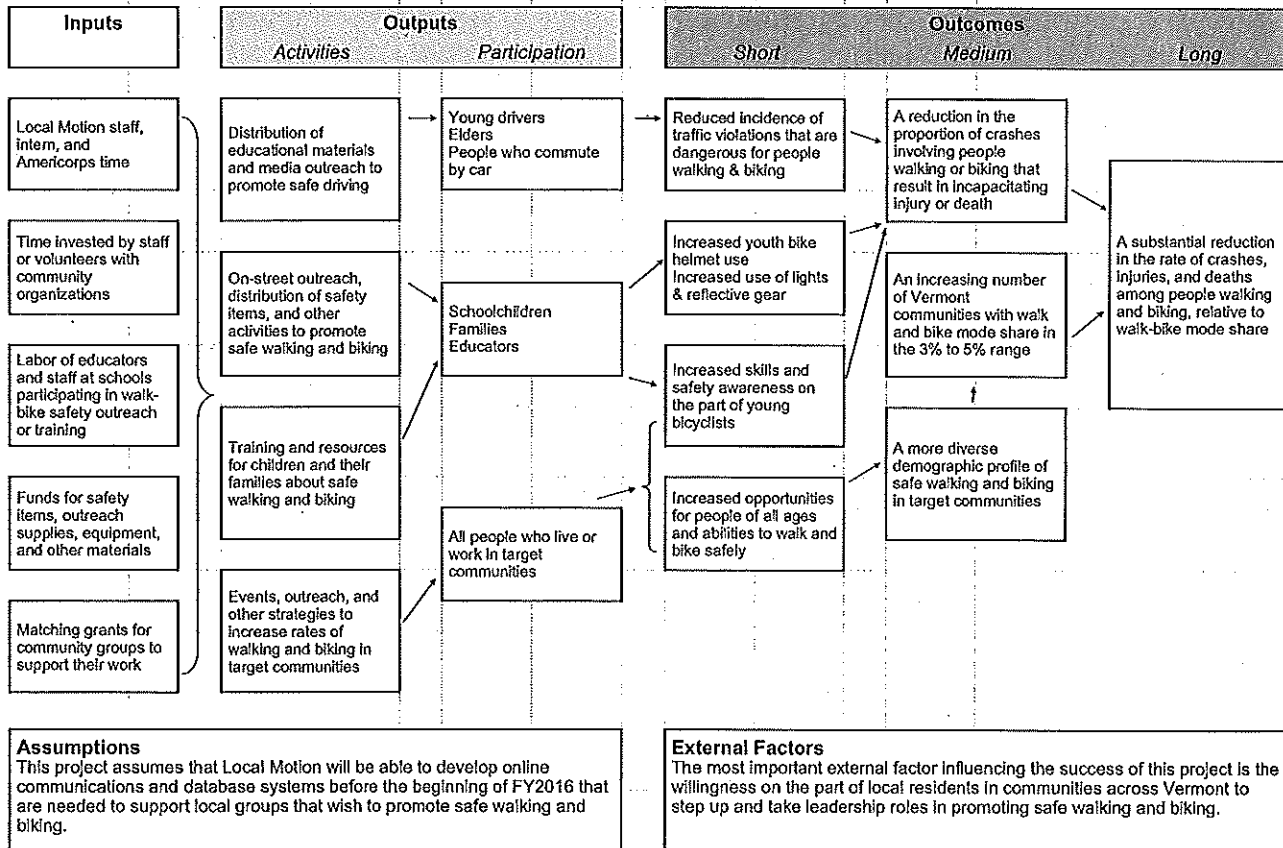 Inputs
Outputs
Activities
Participation
Outcomes
Short
Medium
Long
Local Motion staff,
intern, and
Americorps time
Time invested by staff
or volunteers with
community
organizations
Labor of educators
and staff at schools
participating in walk-
bike safety outreach
or training
Funds for safety
items, outreach
supplies, equipment,
and other materials
Matching grants for
community groups to
support their work
Distribution of
educational materials
and media outreach to
promote safe driving
On-street outreach,
distribution of safety
items, and other
activities to promote
safe walking and biking
Training and resources
for children and their
families about safe
walking and biking
Events, outreach, and
other strategies to
increase rates of
walking and biking in
target communities
Young drivers
Elders
People who commute
by car
Schoolchildren
Families
Educators
All people who live or
work in target
communities
Reduced incidence of
traffic violations that are
dangerous for people
walking & biking
Increased youth bike
helmet use
Increased use of lights
& reflective gear
Increased skills and
safety awareness on
the part of young
bicyclists
Increased opportunities
for people of all ages
and abilities to walk and
bike safely
A reduction in the
proportion of crashes
involving people
walking or biking that
result in incapacitating
injury or death
An increasing number
of Vermont
communities with walk
and bike mode share in
the 3% to 5% range
A more diverse
demographic profile of
safe walking and biking
in target communities
A substantial reduction
in the rate of crashes,
injuries, and deaths
among people walking
and biking, relative to
walk-bike mode share
Assumptions
This project assumes that Local Motion will be able to develop online
communications and database systems before the beginning of FY2016 that
are needed to support local groups that wish to promote safe walking and
biking.
External Factors
The most important external factor influencing the success of this project is the
willingness on the part of local residents in communities across Vermont to
step up and take leadership roles in promoting safe walking and biking.